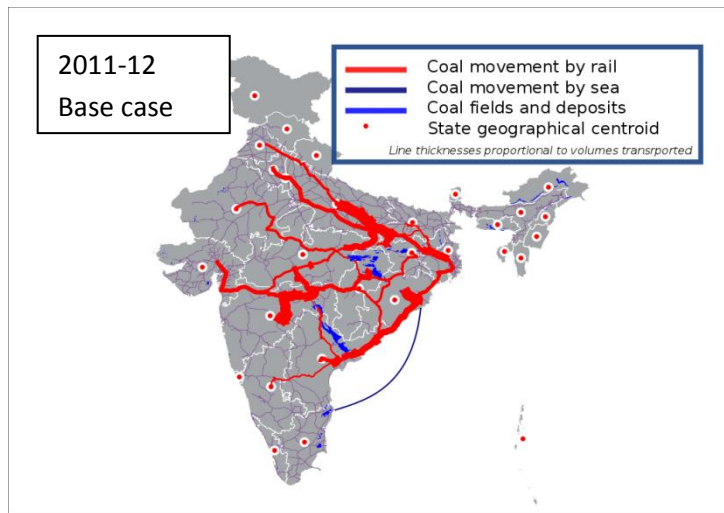 2011-12
Base case
Coal movement by rail
Coal movement by sea
Coal fields and deposits
State geographical centroid
Line thicknesses proportional to volumes transrported